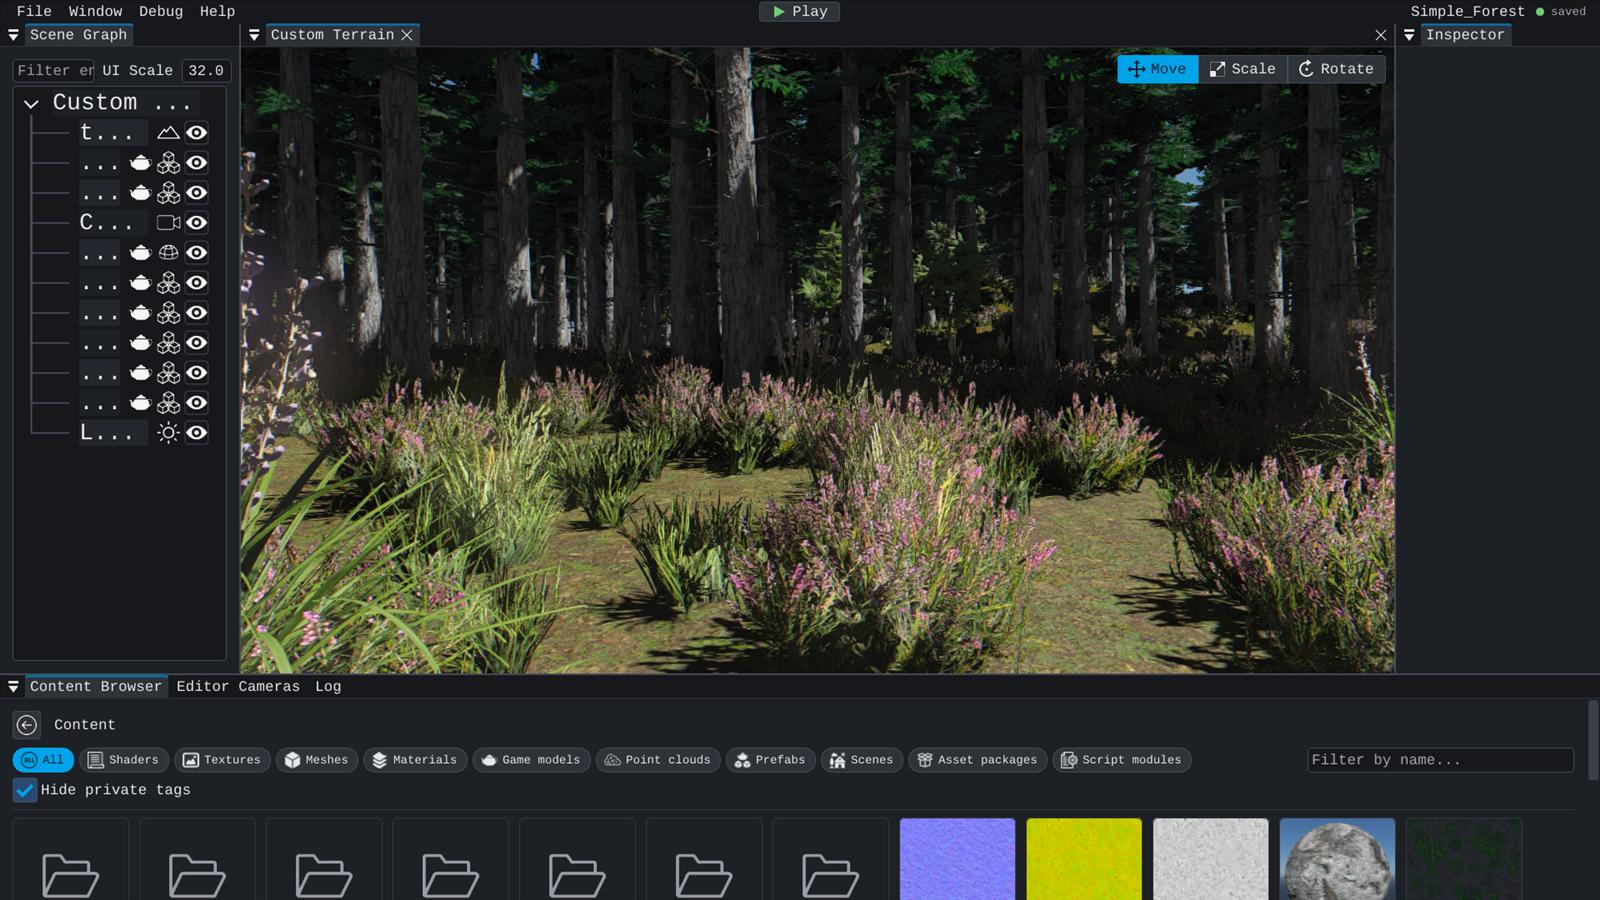 File Window Debug Help
Play
Simple_Forest saved
Scene Graph
Custom Terrain
Inspector
Filter er UI Scale 32.0
Move Scale Rotate
Custom ...
t...
...
...
C...
...
...
...
...
...
...
L...
Content Browser Editor Cameras Log
Content
ALL All Shaders Textures Meshes Materials Game models Point clouds Prefabs Scenes Asset packages Script modules
Filter by name...
Hide private tags